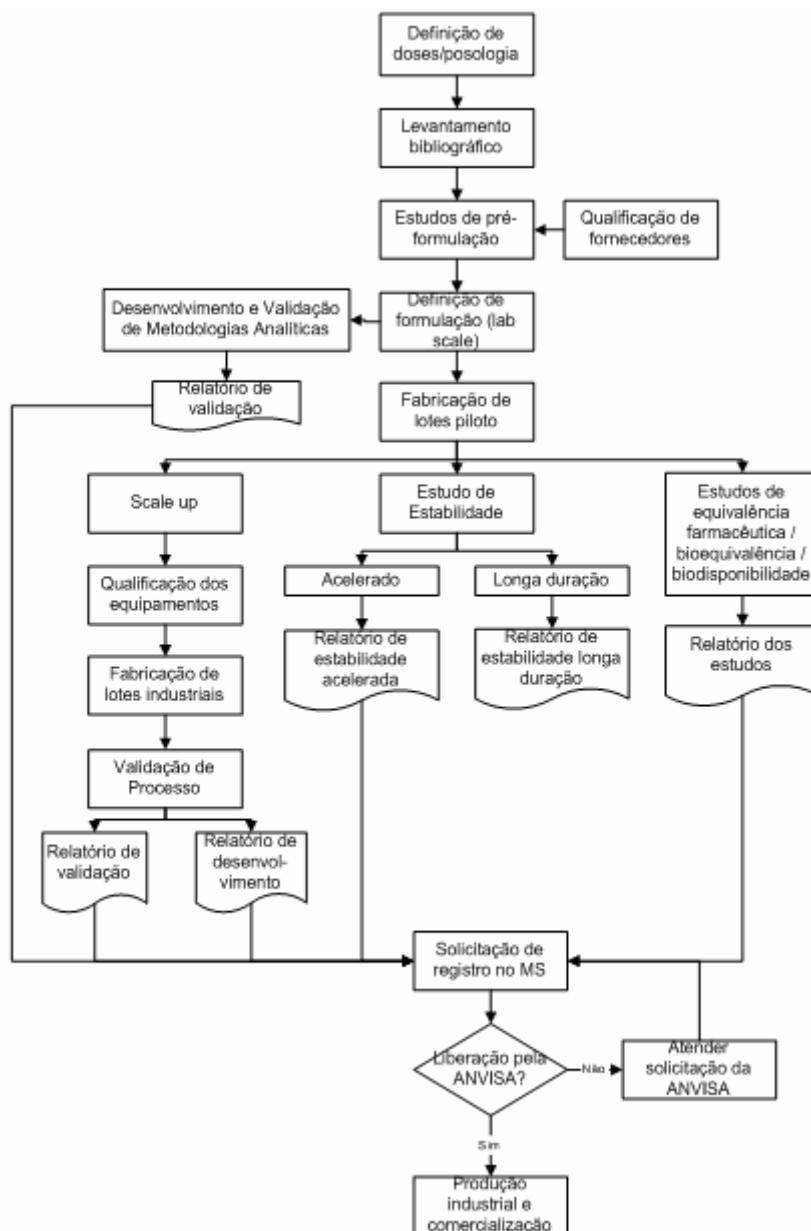 Definição de
doses/posologia
Levantamento
bibliográfico
Estudos de pré-
formulação
Qualificação de
fornecedores
Desenvolvimento e Validação
de Metodologias Analíticas
Definição de
formulação (lab
scale)
Relatório de
validação
Fabricação de
lotes piloto
Scale up
Estudo de
Estabilidade
Estudos de
equivalência
farmacêutica /
bioequivalência /
biodisponibilidade
Qualificação dos
equipamentos
Acelerado
Longa duração
Relatório de
estabilidade
acelerada
Relatório de
estabilidade longa
duração
Relatório dos
estudos
Fabricação de
lotes industriais
Validação de
Processo
Relatório de
validação
Relatório de
desenvol-
vimento
Solicitação de
registro no MS
Liberação pela
ANVISA?
Não
Atender
solicitação da
ANVISA
Sim
Produção
industrial e
comercialização